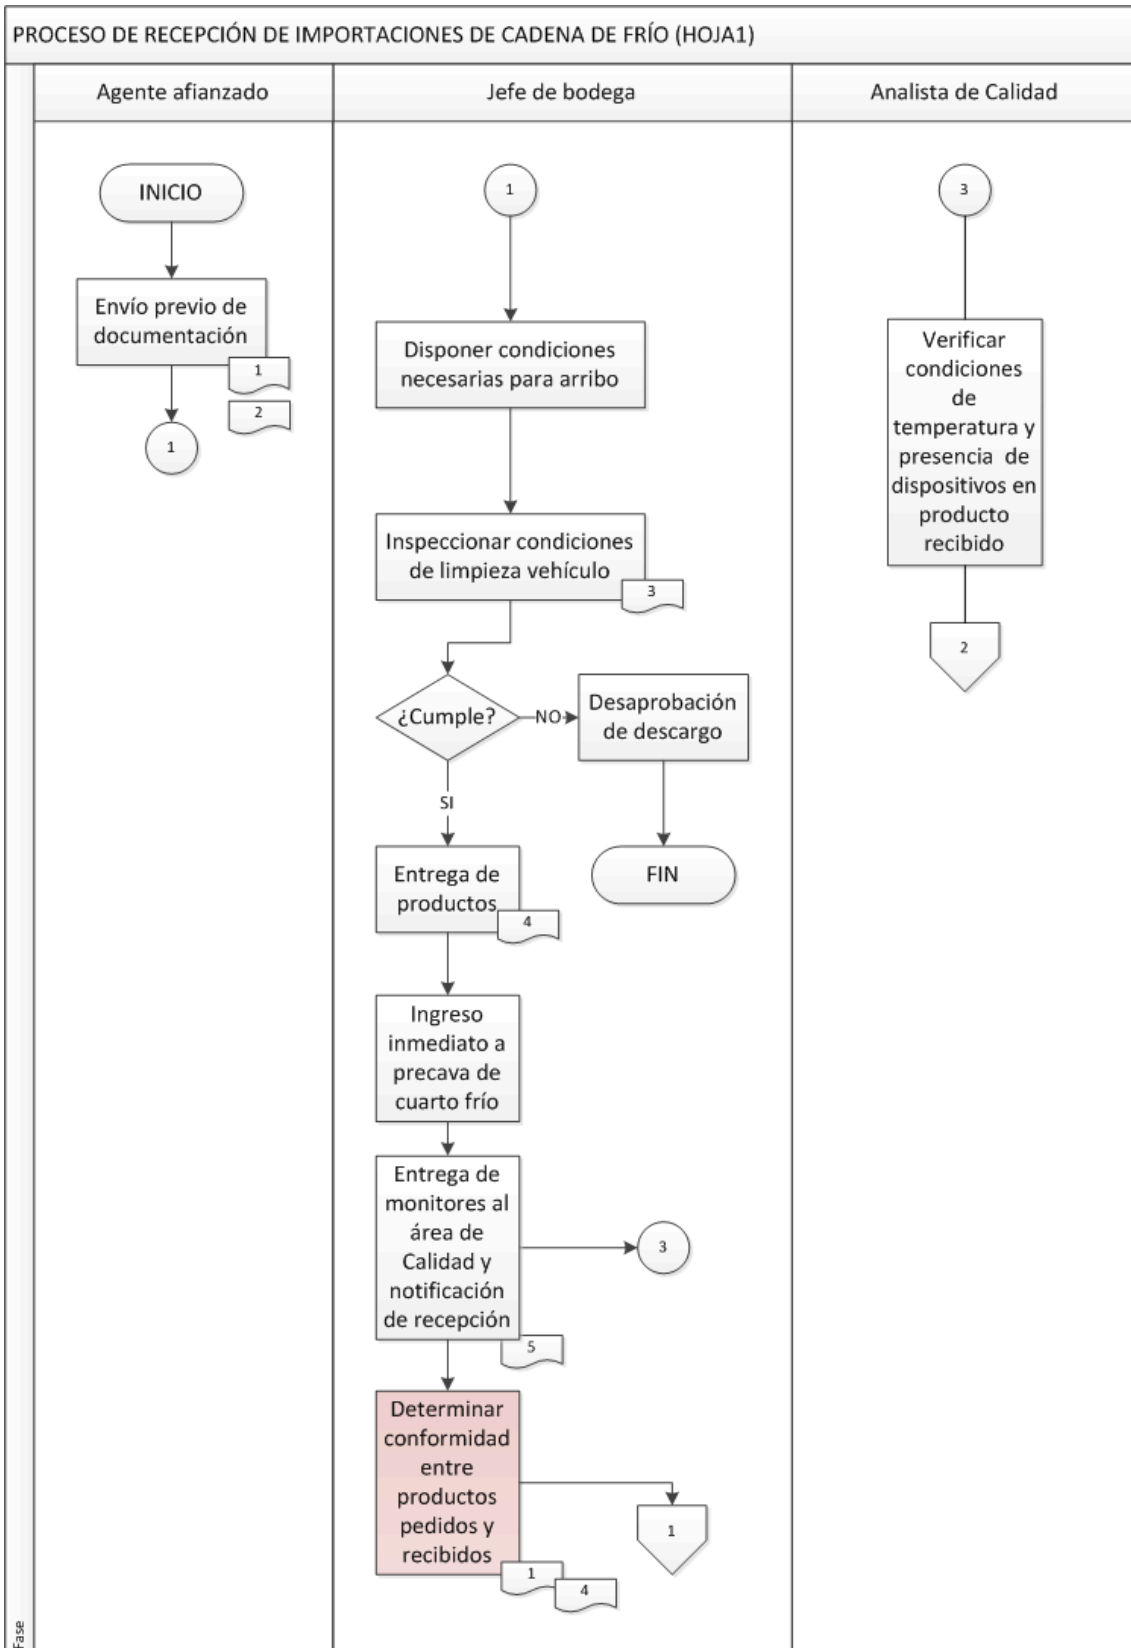 PROCESO DE RECEPCIÓN DE IMPORTACIONES DE CADENA DE FRÍO (HOJA1)
Fase
Agente afianzado
INICIO
Envío previo de
documentación
1
2
1
Jefe de bodega
1
Disponer condiciones
necesarias para arribo
Inspeccionar condiciones
de limpieza vehículo
3
¿Cumple?
NO
Desaprobación
de descargo
FIN
SI
Entrega de
productos
4
Ingreso
inmediato a
precava de
cuarto frío
Entrega de
monitores al
área de
Calidad y
notificación
de recepción
5
3
Determinar
conformidad
entre
productos
pedidos y
recibidos
1
4
1
Analista de Calidad
3
Verificar
condiciones
de
temperatura y
presencia  de
dispositivos en
producto
recibido
2